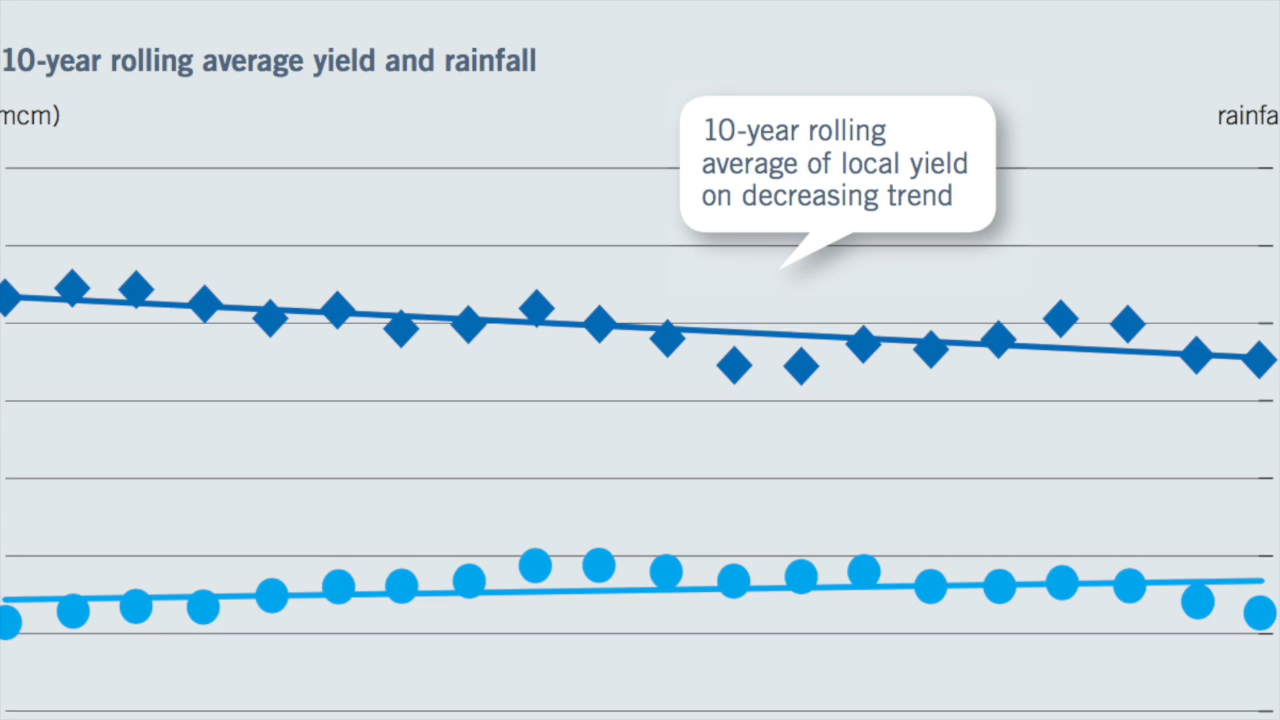 10-year rolling average yield and rainfall
mcm)
rainfa
10-year rolling
average of local yield
on decreasing trend